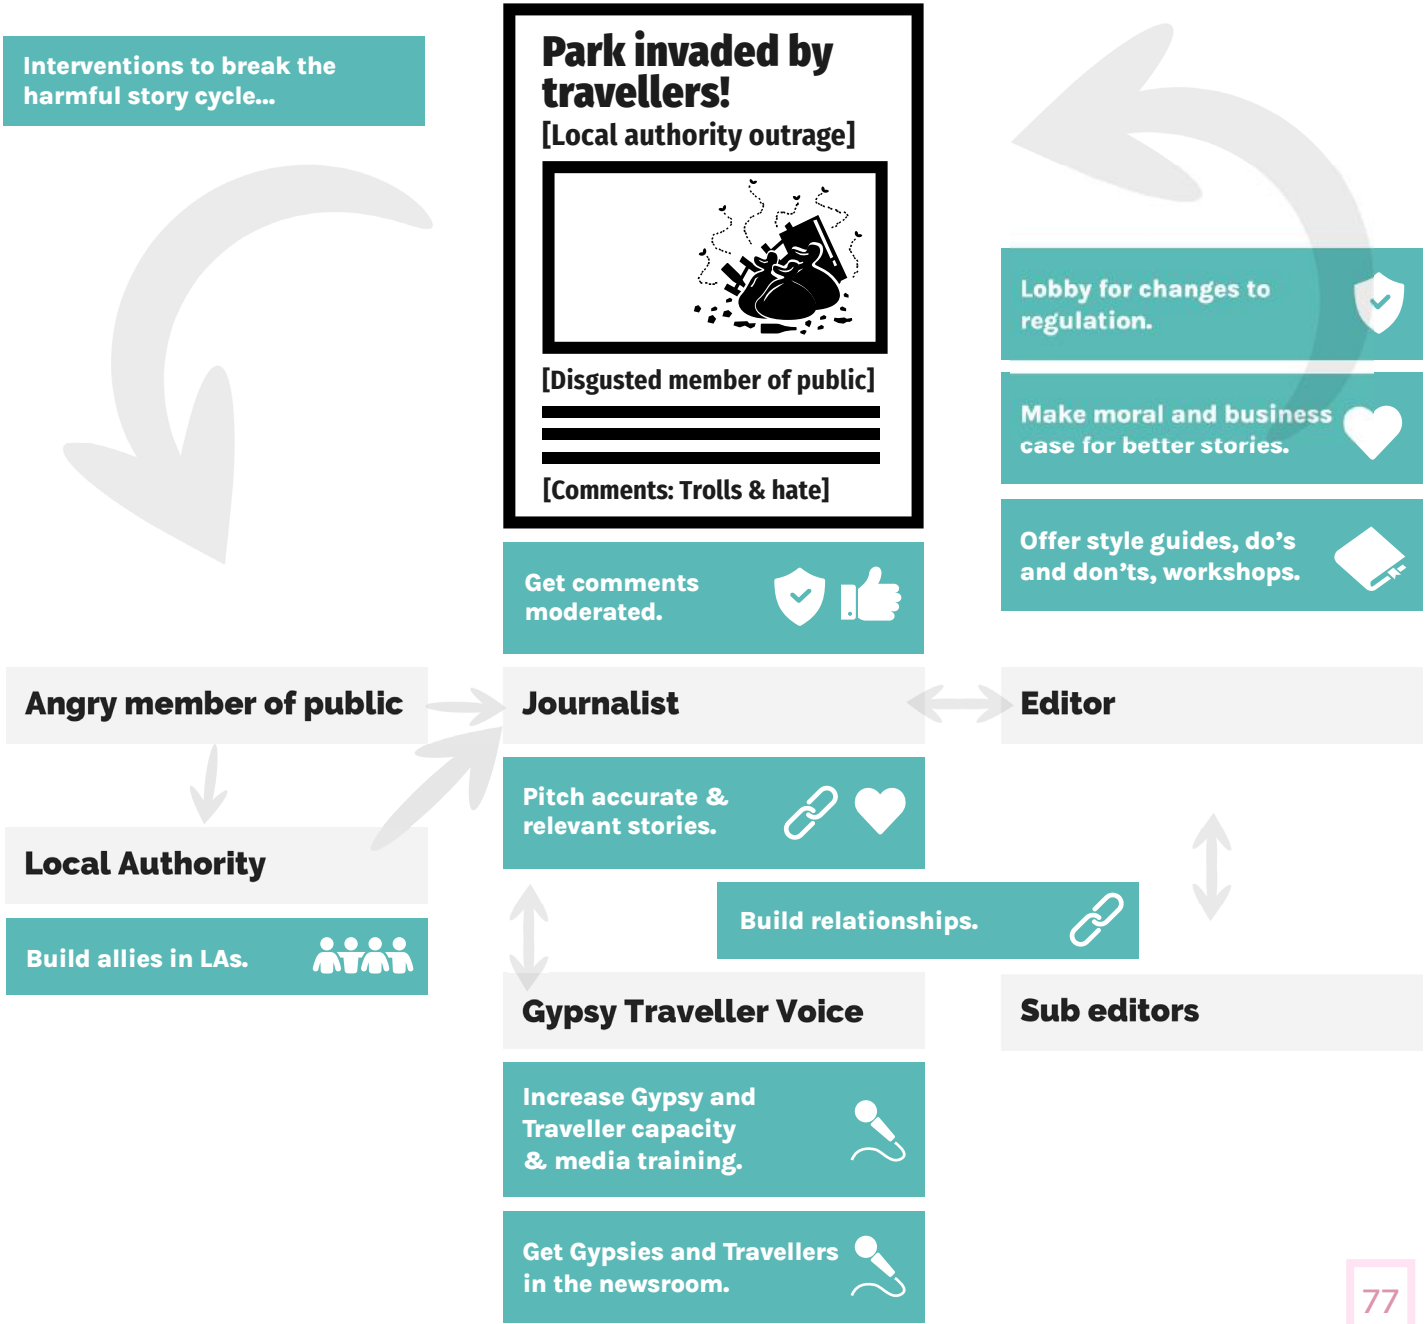 Interventions to break the
harmful story cycle...
Park invaded by
travellers!
[Local authority outrage]
[Disgusted member of public]
[Comments: Trolls & hate]
Get comments
moderated.
Lobby for changes to
regulation.
Make moral and business
case for better stories.
Offer style guides, do’s
and don’ts, workshops.
Angry member of public
Journalist
Editor
Pitch accurate &
relevant stories.
Local Authority
Build allies in LAs.
Build relationships.
Gypsy Traveller Voice
Sub editors
Increase Gypsy and
Traveller capacity
& media training.
Get Gypsies and Travellers
in the newsroom.
77